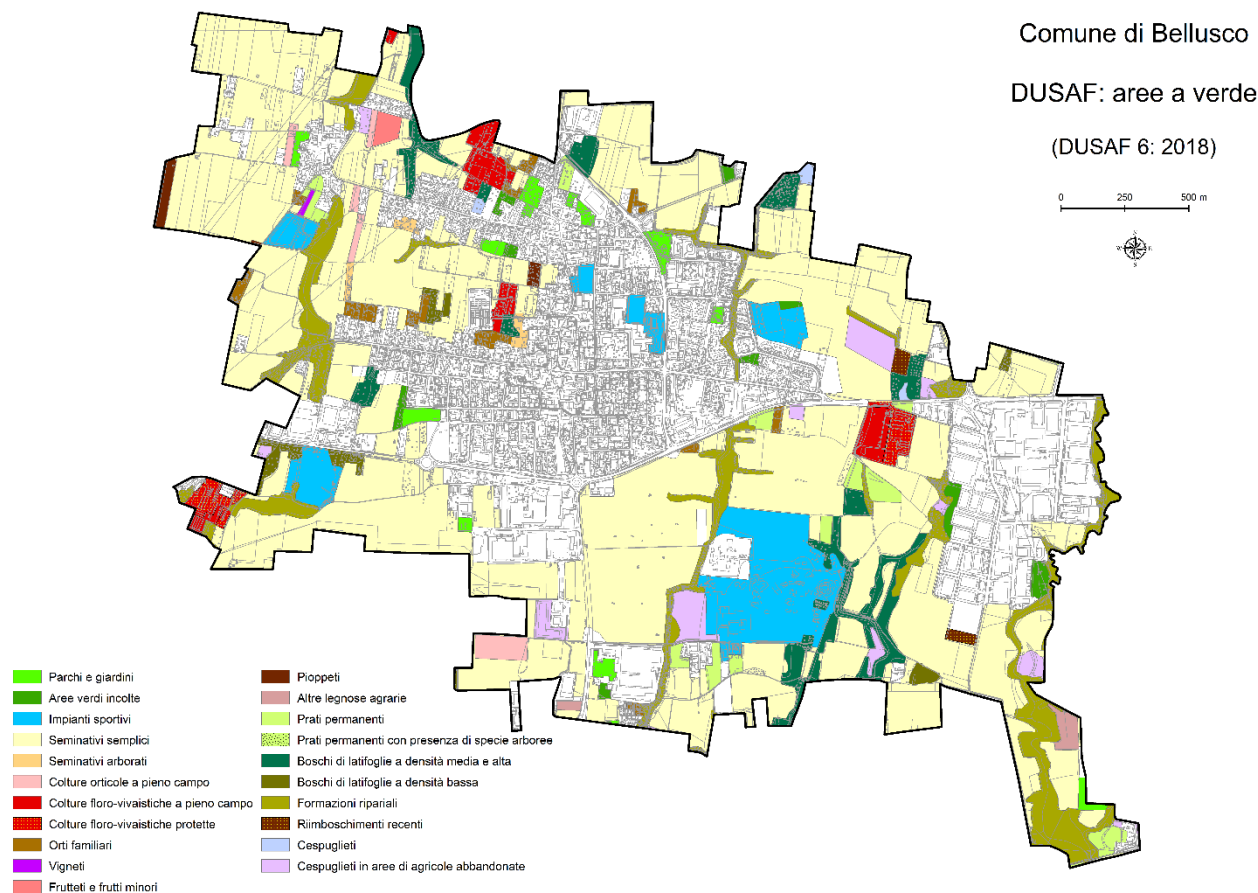 Comune di Bellusco
DUSAF: aree a verde
(DUSAF 6: 2018)
0 250 500 m
Parchi e giardini
Aree verdi incolte
Impianti sportivi
Seminativi semplici
Seminativi arborati
Colture orticole a pieno campo
Colture floro-vivaistiche a pieno campo
Colture floro-vivaistiche protette
Orti familiari
Vigneti
Frutteti e frutti minori
Pioppeti
Altre legnose agrarie
Prati permanenti
Prati permanenti con presenza di specie arboree
Boschi di latifoglie a densità media e alta
Boschi di latifoglie a densità bassa
Formazioni ripariali
Riimboschimenti recenti
Cespuglieti
Cespuglieti in aree di agricole abbandonate